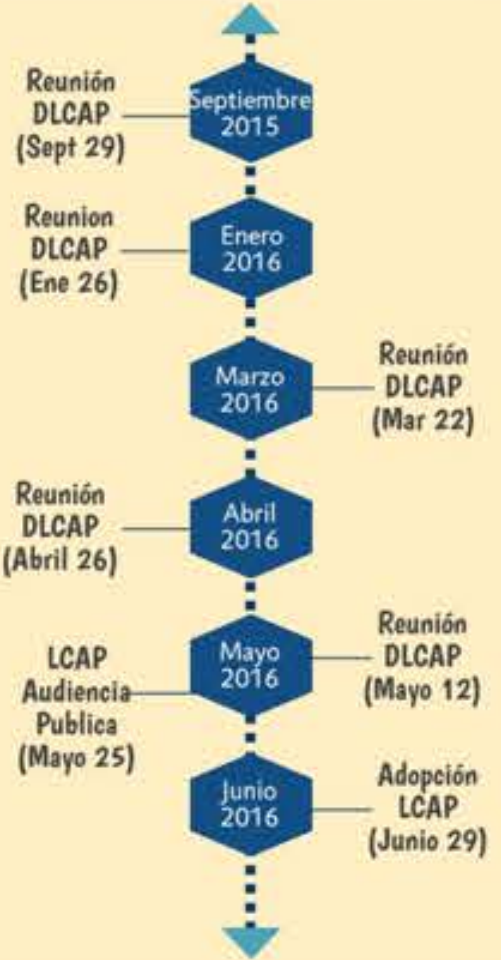 Reunión
DLCAP
(Sept 29)
Septiembre
2015
Reunion
DLCAP
(Ene 26)
Enero
2016
Marzo
2016
Reunión
DLCAP
(Mar 22)
Reunión
DLCAP
(Abril 26)
Abril
2016
LCAP
Audiencia
Publica
(Mayo 25)
Mayo
2016
Reunión
DLCAP
(Mayo 12)
Junio
2016
Adopción
LCAP
(Junio 29)